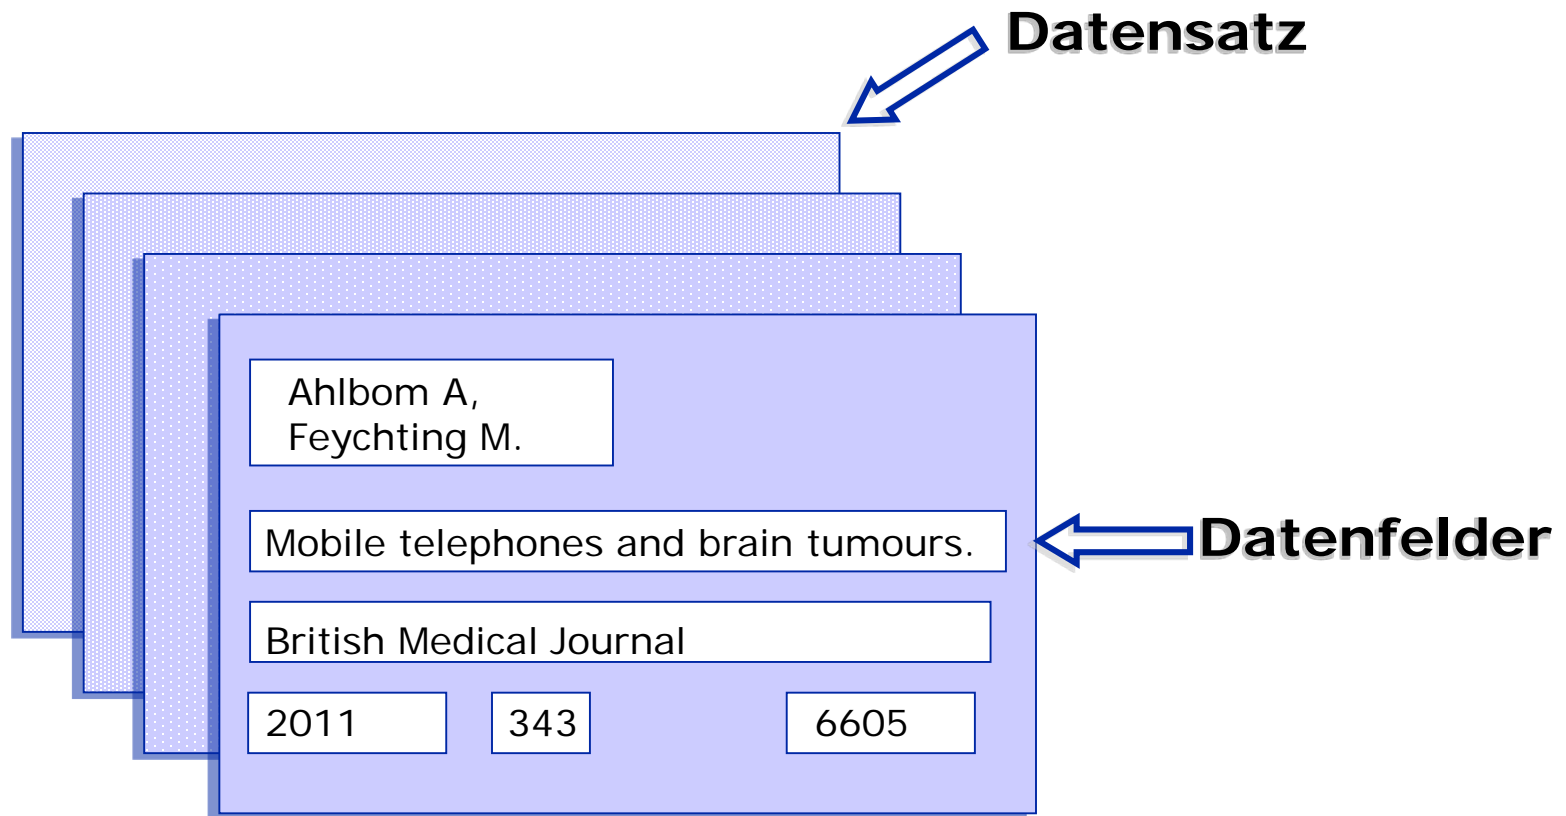 Datensatz
Ahlbom A,
Feychting M.
Mobile telephones and brain tumours.
Datenfelder
British Medical Journal
2011 343 6605